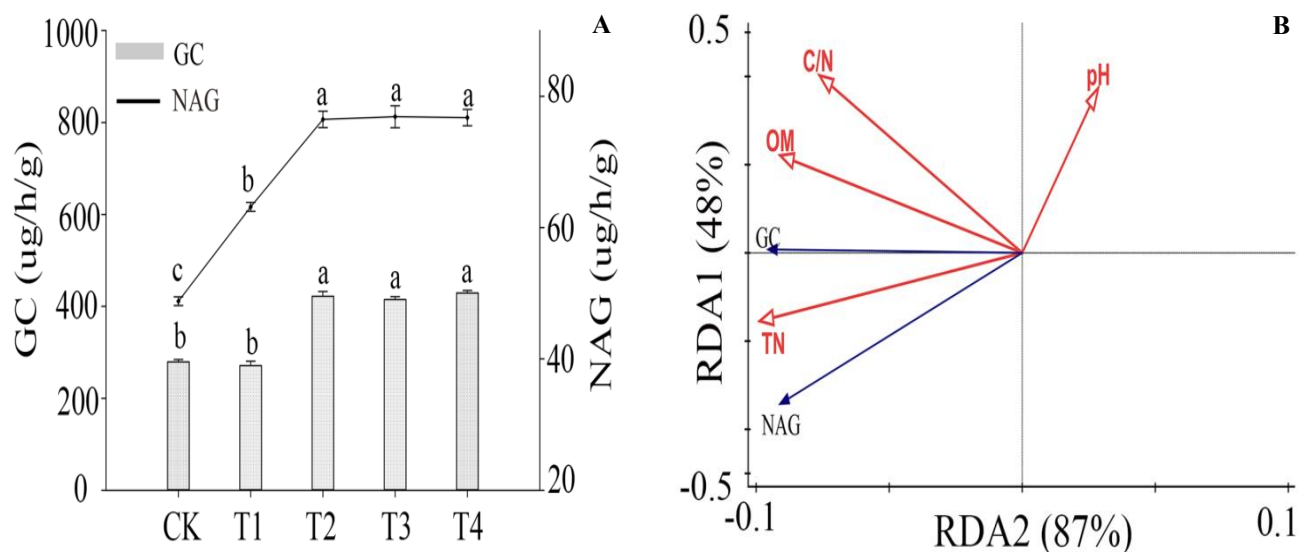 A
GC (ug/h/g)
1000
800
600
400
200
0
GC
NAG
c
b
a
a
a
b
b
a
a
a
CK
T1
T2
T3
T4
80
60
40
20
NAG (ug/h/g)
B
RDA1 (48%)
0.5
-0.5
C/N
pH
OM
GC
TN
NAG
-0.1
0.1
RDA2 (87%)